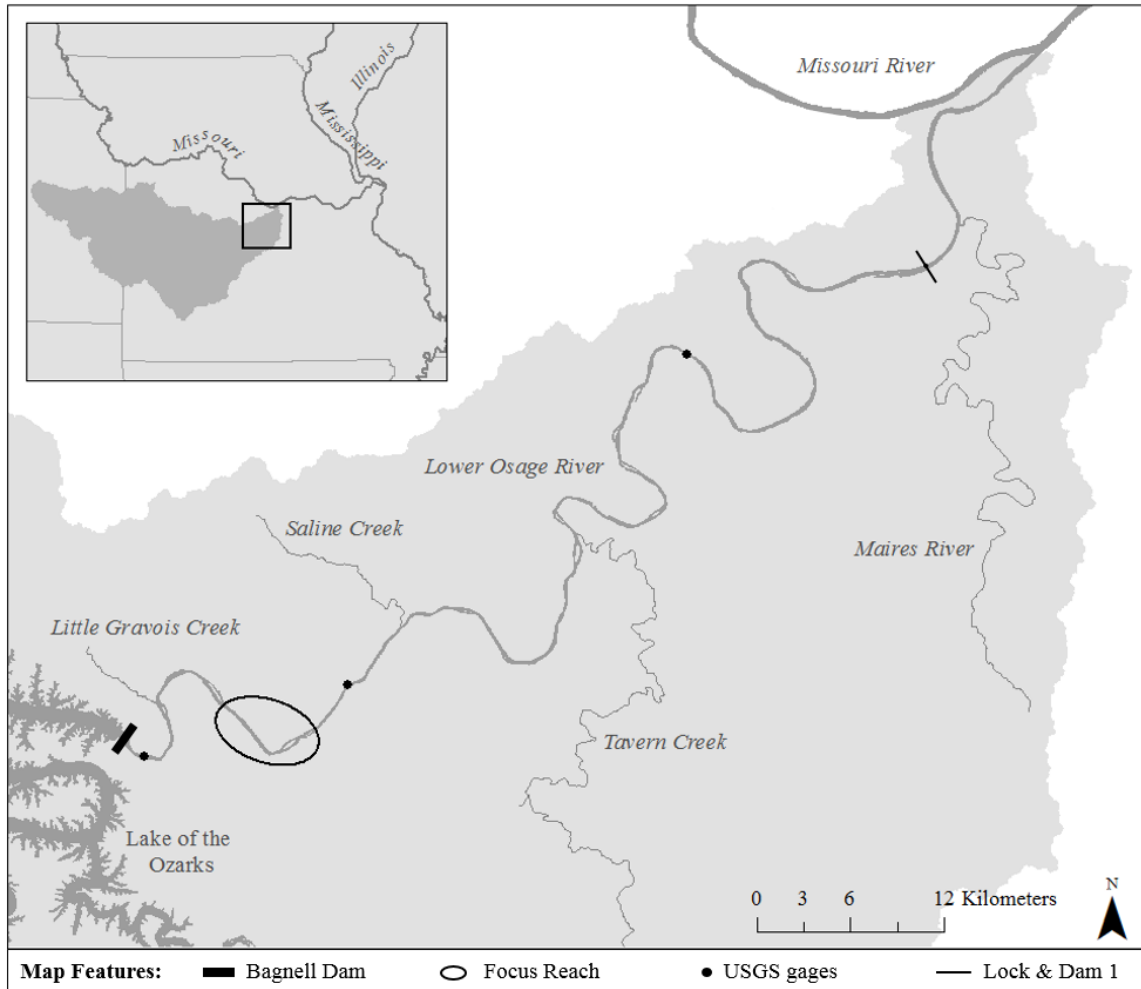 Missouri River
Illinois
Mississippi
Missouri
Lower Osage River
Saline Creek
Maires River
Little Gravois Creek
Tavern Creek
Lake of the
Ozarks
0 3 6 12 Kilometers
N
Map Features: Bagnell Dam Focus Reach USGS gages Lock & Dam 1